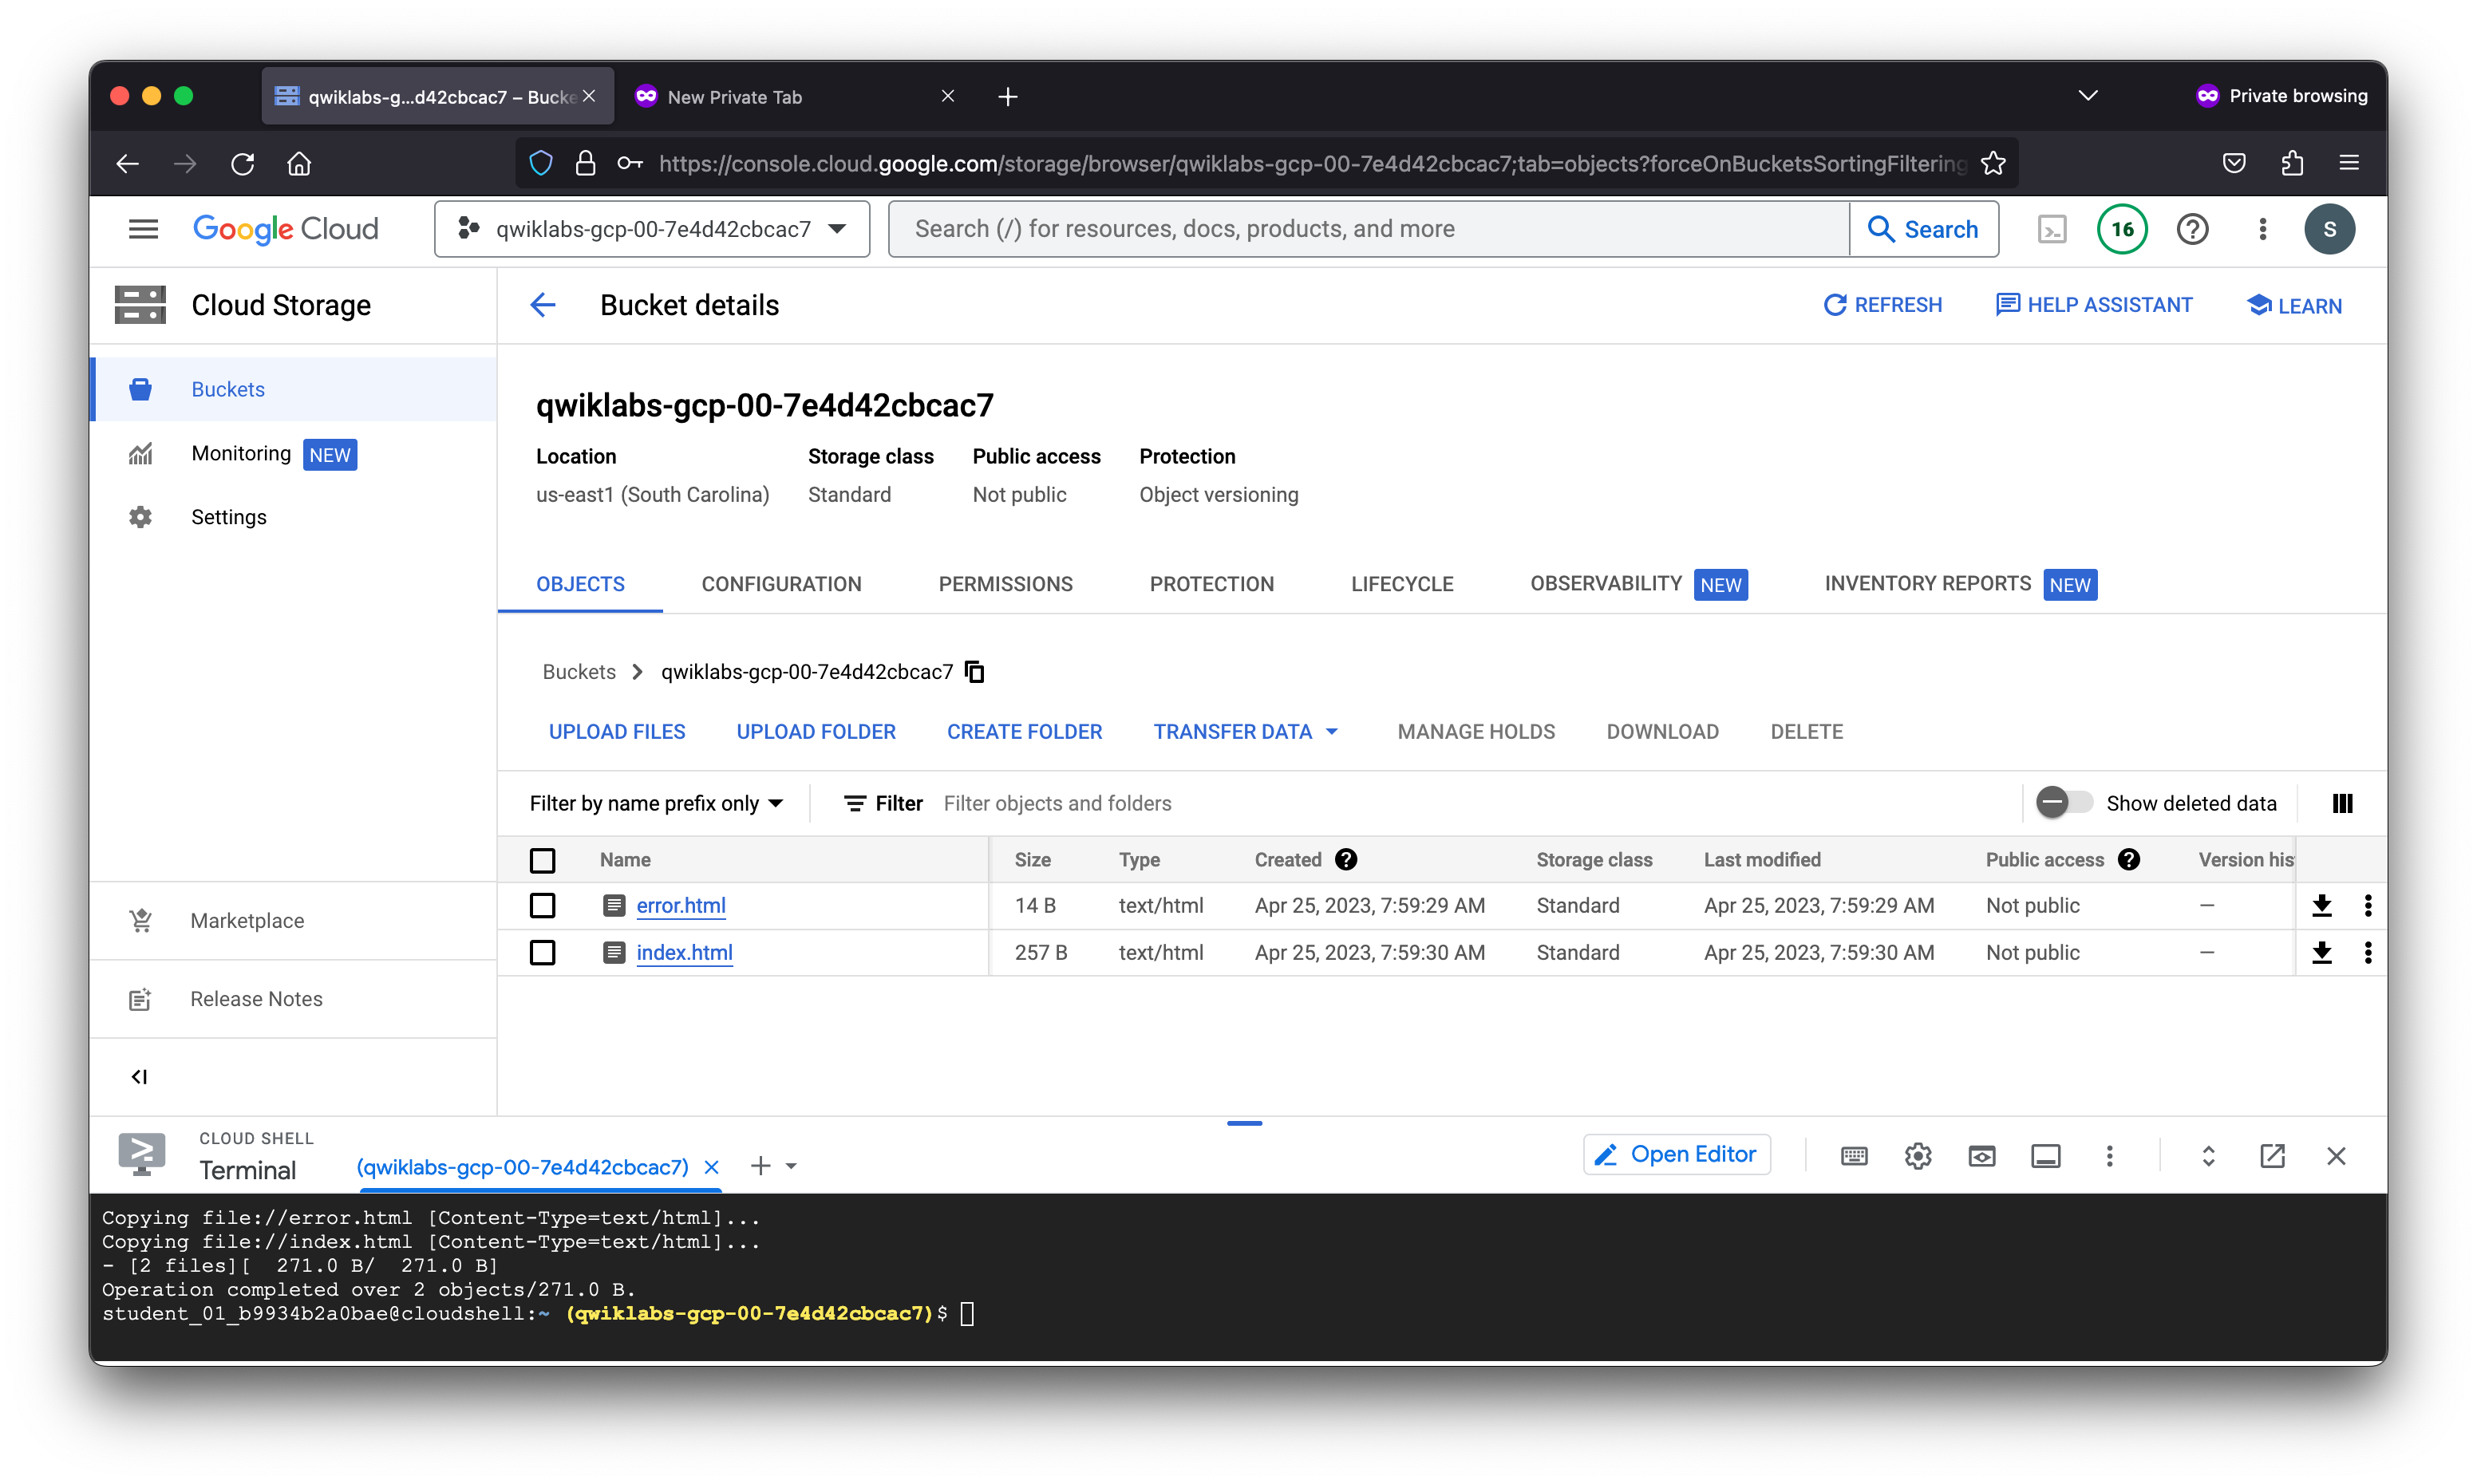 qwiklabs-g...d42cbcac7 – Bucke
New Private Tab
Private browsing
https://console.cloud.google.com/storage/browser/qwiklabs-gcp-00-7e4d42cbcac7;tab=objects?forceOnBucketsSortingFiltering
Google Cloud
qwiklabs-gcp-00-7e4d42cbcac7
Search (/) for resources, docs, products, and more
Search
16
S
Cloud Storage
Bucket details
REFRESH
HELP ASSISTANT
LEARN
Buckets
Monitoring NEW
Settings
Marketplace
Release Notes
qwiklabs-gcp-00-7e4d42cbcac7
Location Storage class Public access Protection
us-east1 (South Carolina) Standard Not public Object versioning
OBJECTS CONFIGURATION PERMISSIONS PROTECTION LIFECYCLE OBSERVABILITY NEW INVENTORY REPORTS NEW
Buckets > qwiklabs-gcp-00-7e4d42cbcac7
UPLOAD FILES UPLOAD FOLDER CREATE FOLDER TRANSFER DATA MANAGE HOLDS DOWNLOAD DELETE
Filter by name prefix only Filter Filter objects and folders Show deleted data
Name Size Type Created Storage class Last modified Public access Version his
error.html 14 B text/html Apr 25, 2023, 7:59:29 AM Standard Apr 25, 2023, 7:59:29 AM Not public —
index.html 257 B text/html Apr 25, 2023, 7:59:30 AM Standard Apr 25, 2023, 7:59:30 AM Not public —
CLOUD SHELL
Terminal
(qwiklabs-gcp-00-7e4d42cbcac7)
Open Editor
Copying file://error.html [Content-Type=text/html]...
Copying file://index.html [Content-Type=text/html]...
- [2 files][  271.0 B/  271.0 B]
Operation completed over 2 objects/271.0 B.
student_01_b9934b2a0bae@cloudshell:~ (qwiklabs-gcp-00-7e4d42cbcac7)$